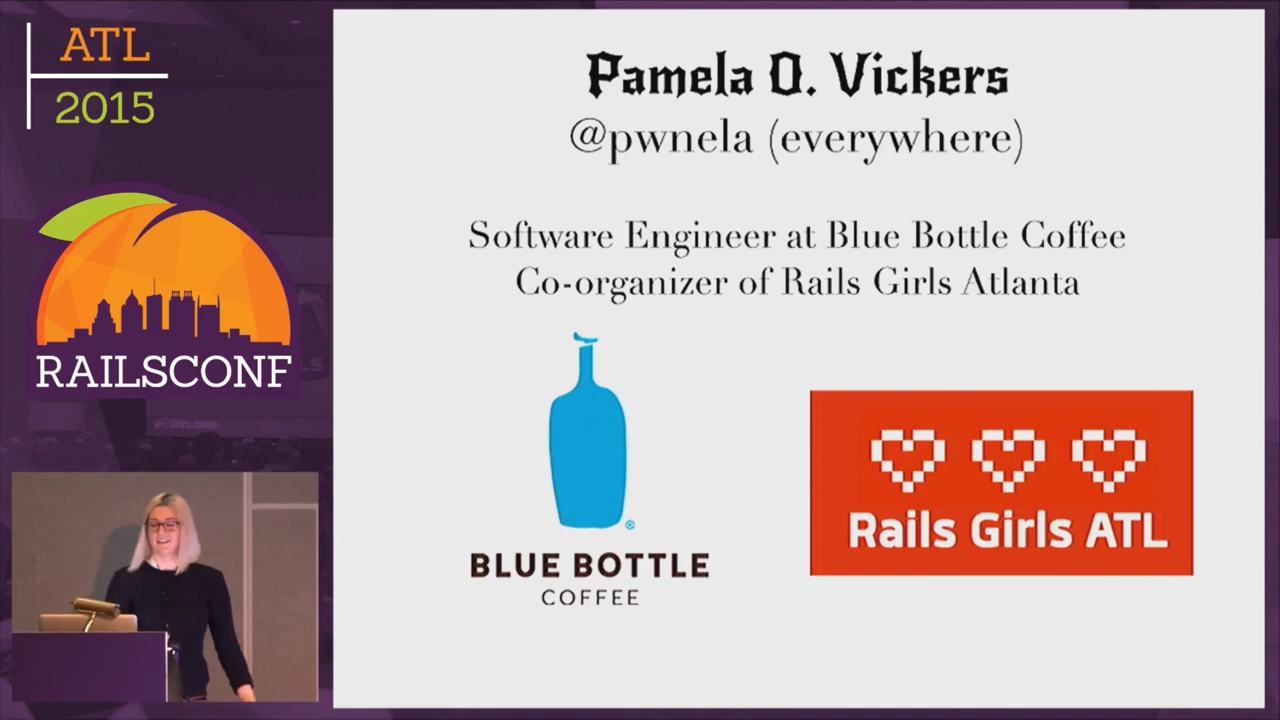 ATL
2015
RAILSCONF
Pamela O. Vickers
@pwnela (everywhere)
Software Engineer at Blue Bottle Coffee
Co-organizer of Rails Girls Atlanta
®
BLUE BOTTLE
COFFEE
Rails Girls ATL